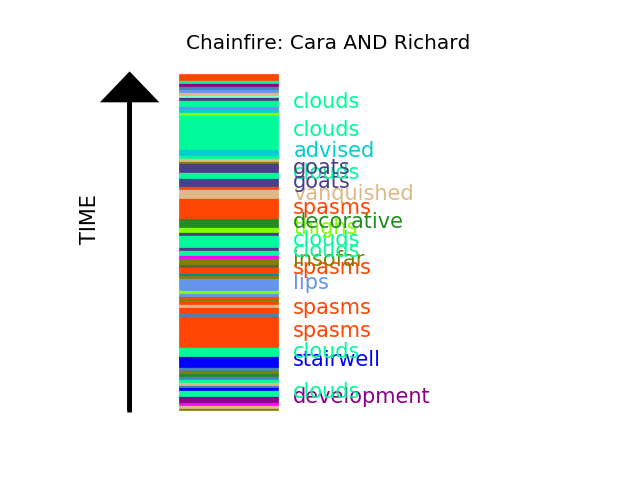 Chainfire: Cara AND Richard
TIME
clouds
clouds
advised
goats
clouds
goats
vanquished
spasms
decorative
thighs
clouds
clouds
insofar
spasms
lips
spasms
spasms
clouds
stairwell
clouds
development